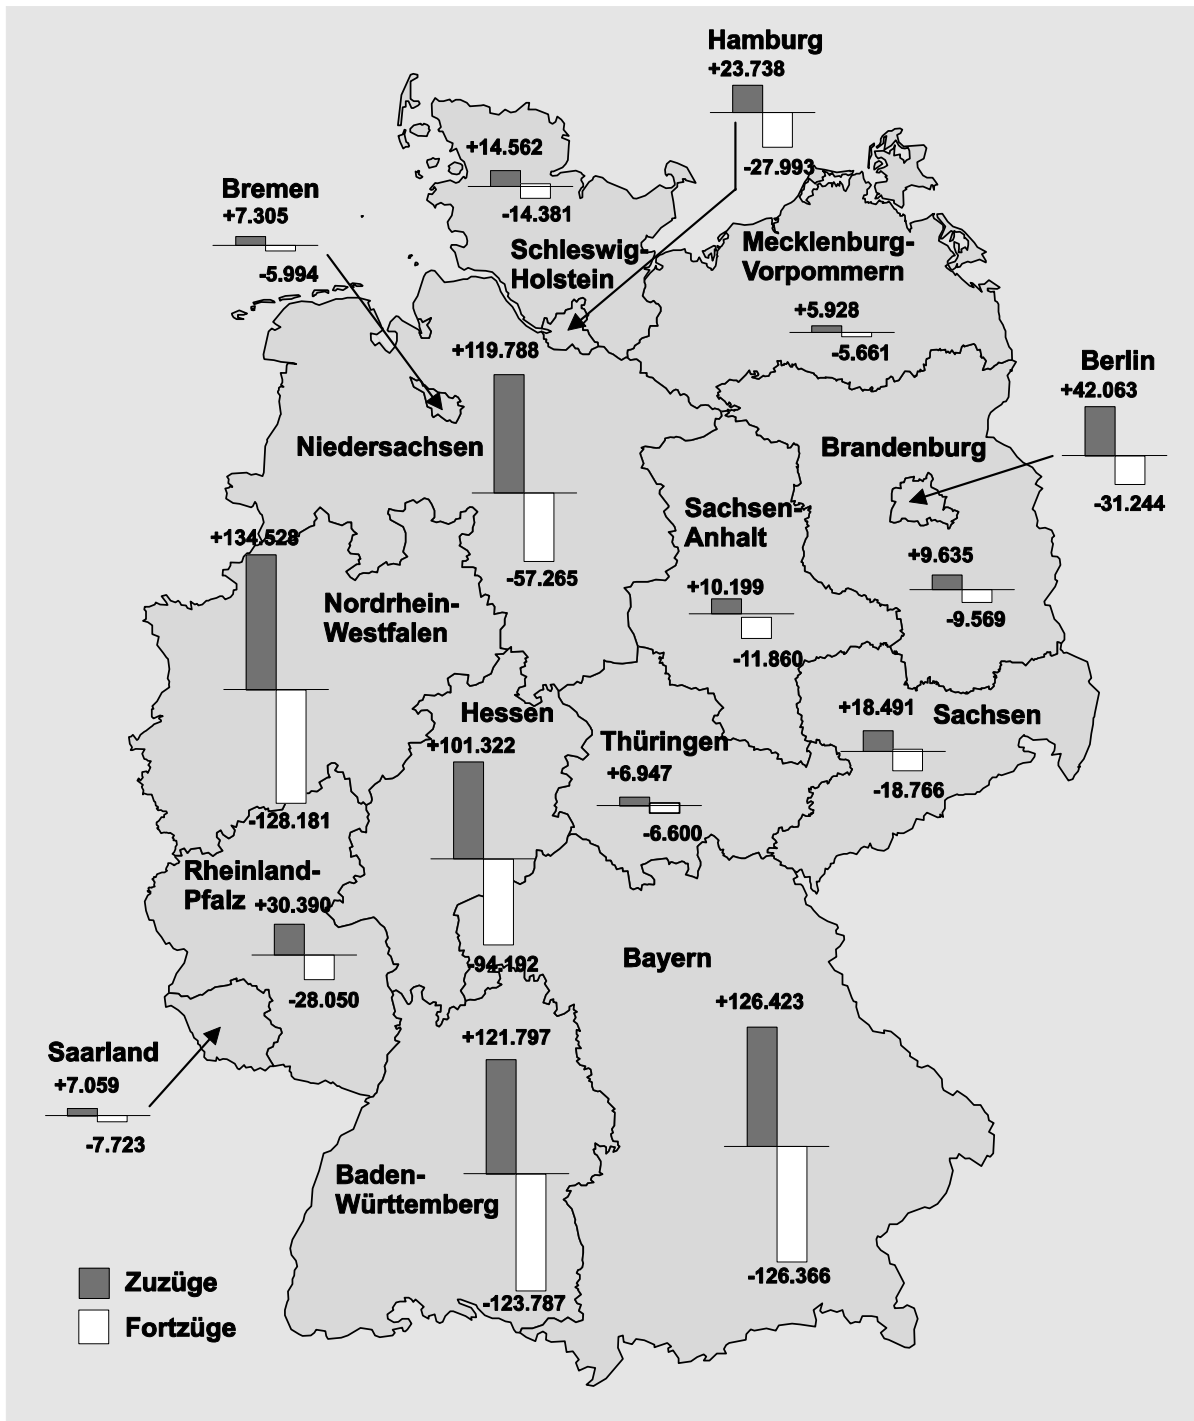 Hamburg
+23.738
-27.993
+14.562
-14.381
Schleswig-
Holstein
Bremen
+7.305
-5.994
Mecklenburg-
Vorpommern
+5.928
-5.661
+119.788
Niedersachsen
-57.265
Berlin
+42.063
-31.244
Brandenburg
+9.635
-9.569
Sachsen-
Anhalt
+10.199
-11.860
+134.528
Nordrhein-
Westfalen
-128.181
Hessen
+101.322
-94.192
Thüringen
+6.947
-6.600
+18.491
Sachsen
-18.766
Rheinland-
Pfalz
+30.390
-28.050
Bayern
+126.423
-126.366
Saarland
+7.059
-7.723
+121.797
Baden-
Württemberg
-123.787
Zuzüge
Fortzüge